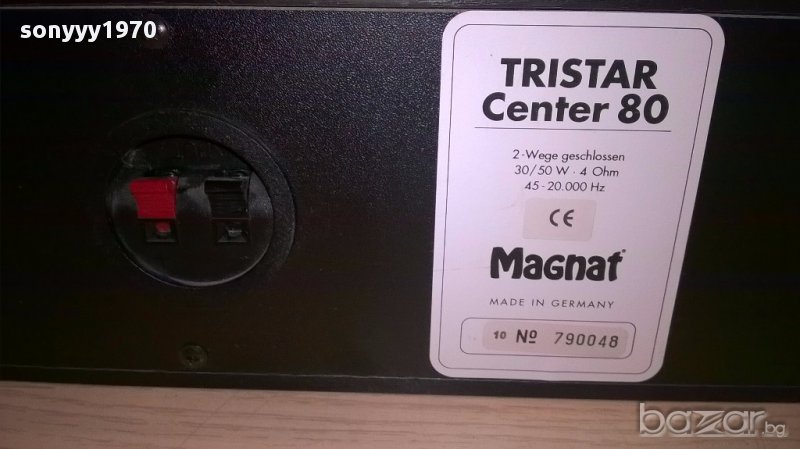 sonyyy1970
TRISTAR
Center 80
2-Wege geschlossen
30/50 W · 4 Ohm
45-20.000 Hz
CE
Magnat
MADE IN GERMANY
10 No 790048
bazar.bg